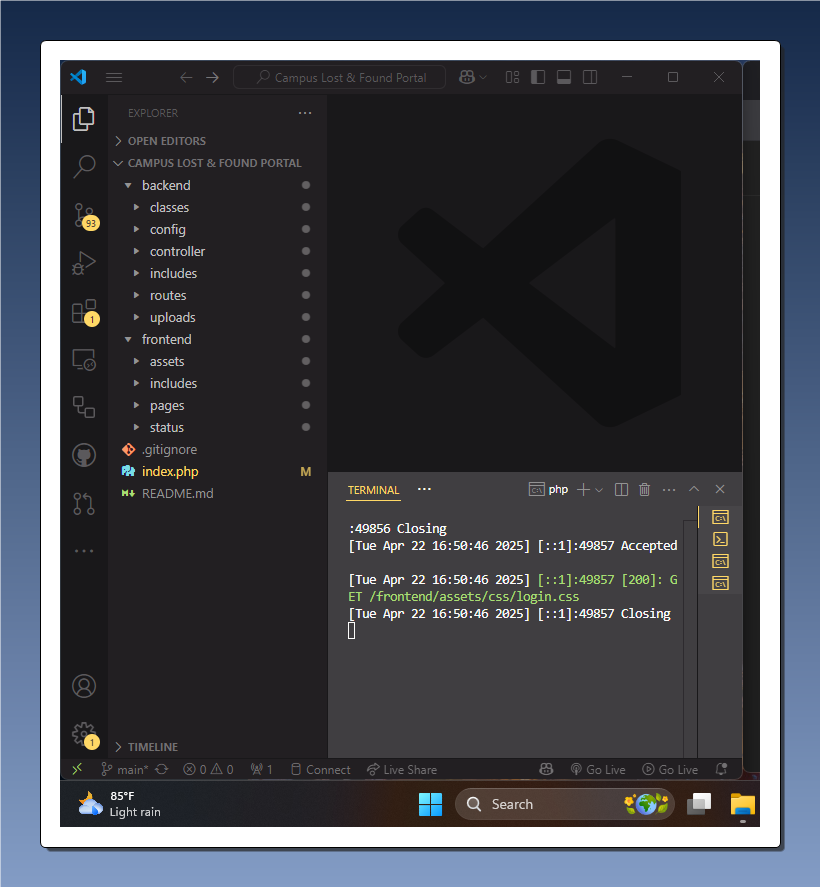 Campus Lost & Found Portal
EXPLORER
OPEN EDITORS
CAMPUS LOST & FOUND PORTAL
backend
classes
config
controller
includes
routes
uploads
frontend
assets
includes
pages
status
.gitignore
index.php M
README.md
TIMELINE
93
1
1
TERMINAL
php
:49856 Closing
[Tue Apr 22 16:50:46 2025] [::1]:49857 Accepted
[Tue Apr 22 16:50:46 2025] [::1]:49857 [200]: G
ET /frontend/assets/css/login.css
[Tue Apr 22 16:50:46 2025] [::1]:49857 Closing
main* 0 0 1 Connect Live Share Go Live Go Live
85°F
Light rain
Search